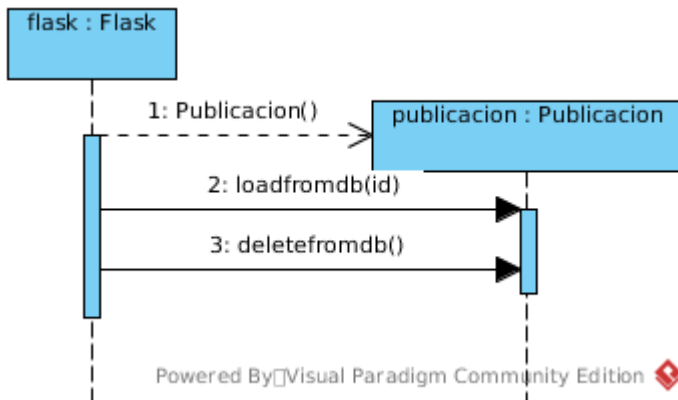 flask : Flask
1: Publicacion()
publicacion : Publicacion
2: loadfromdb(id)
3: deletefromdb()
Powered By□Visual Paradigm Community Edition